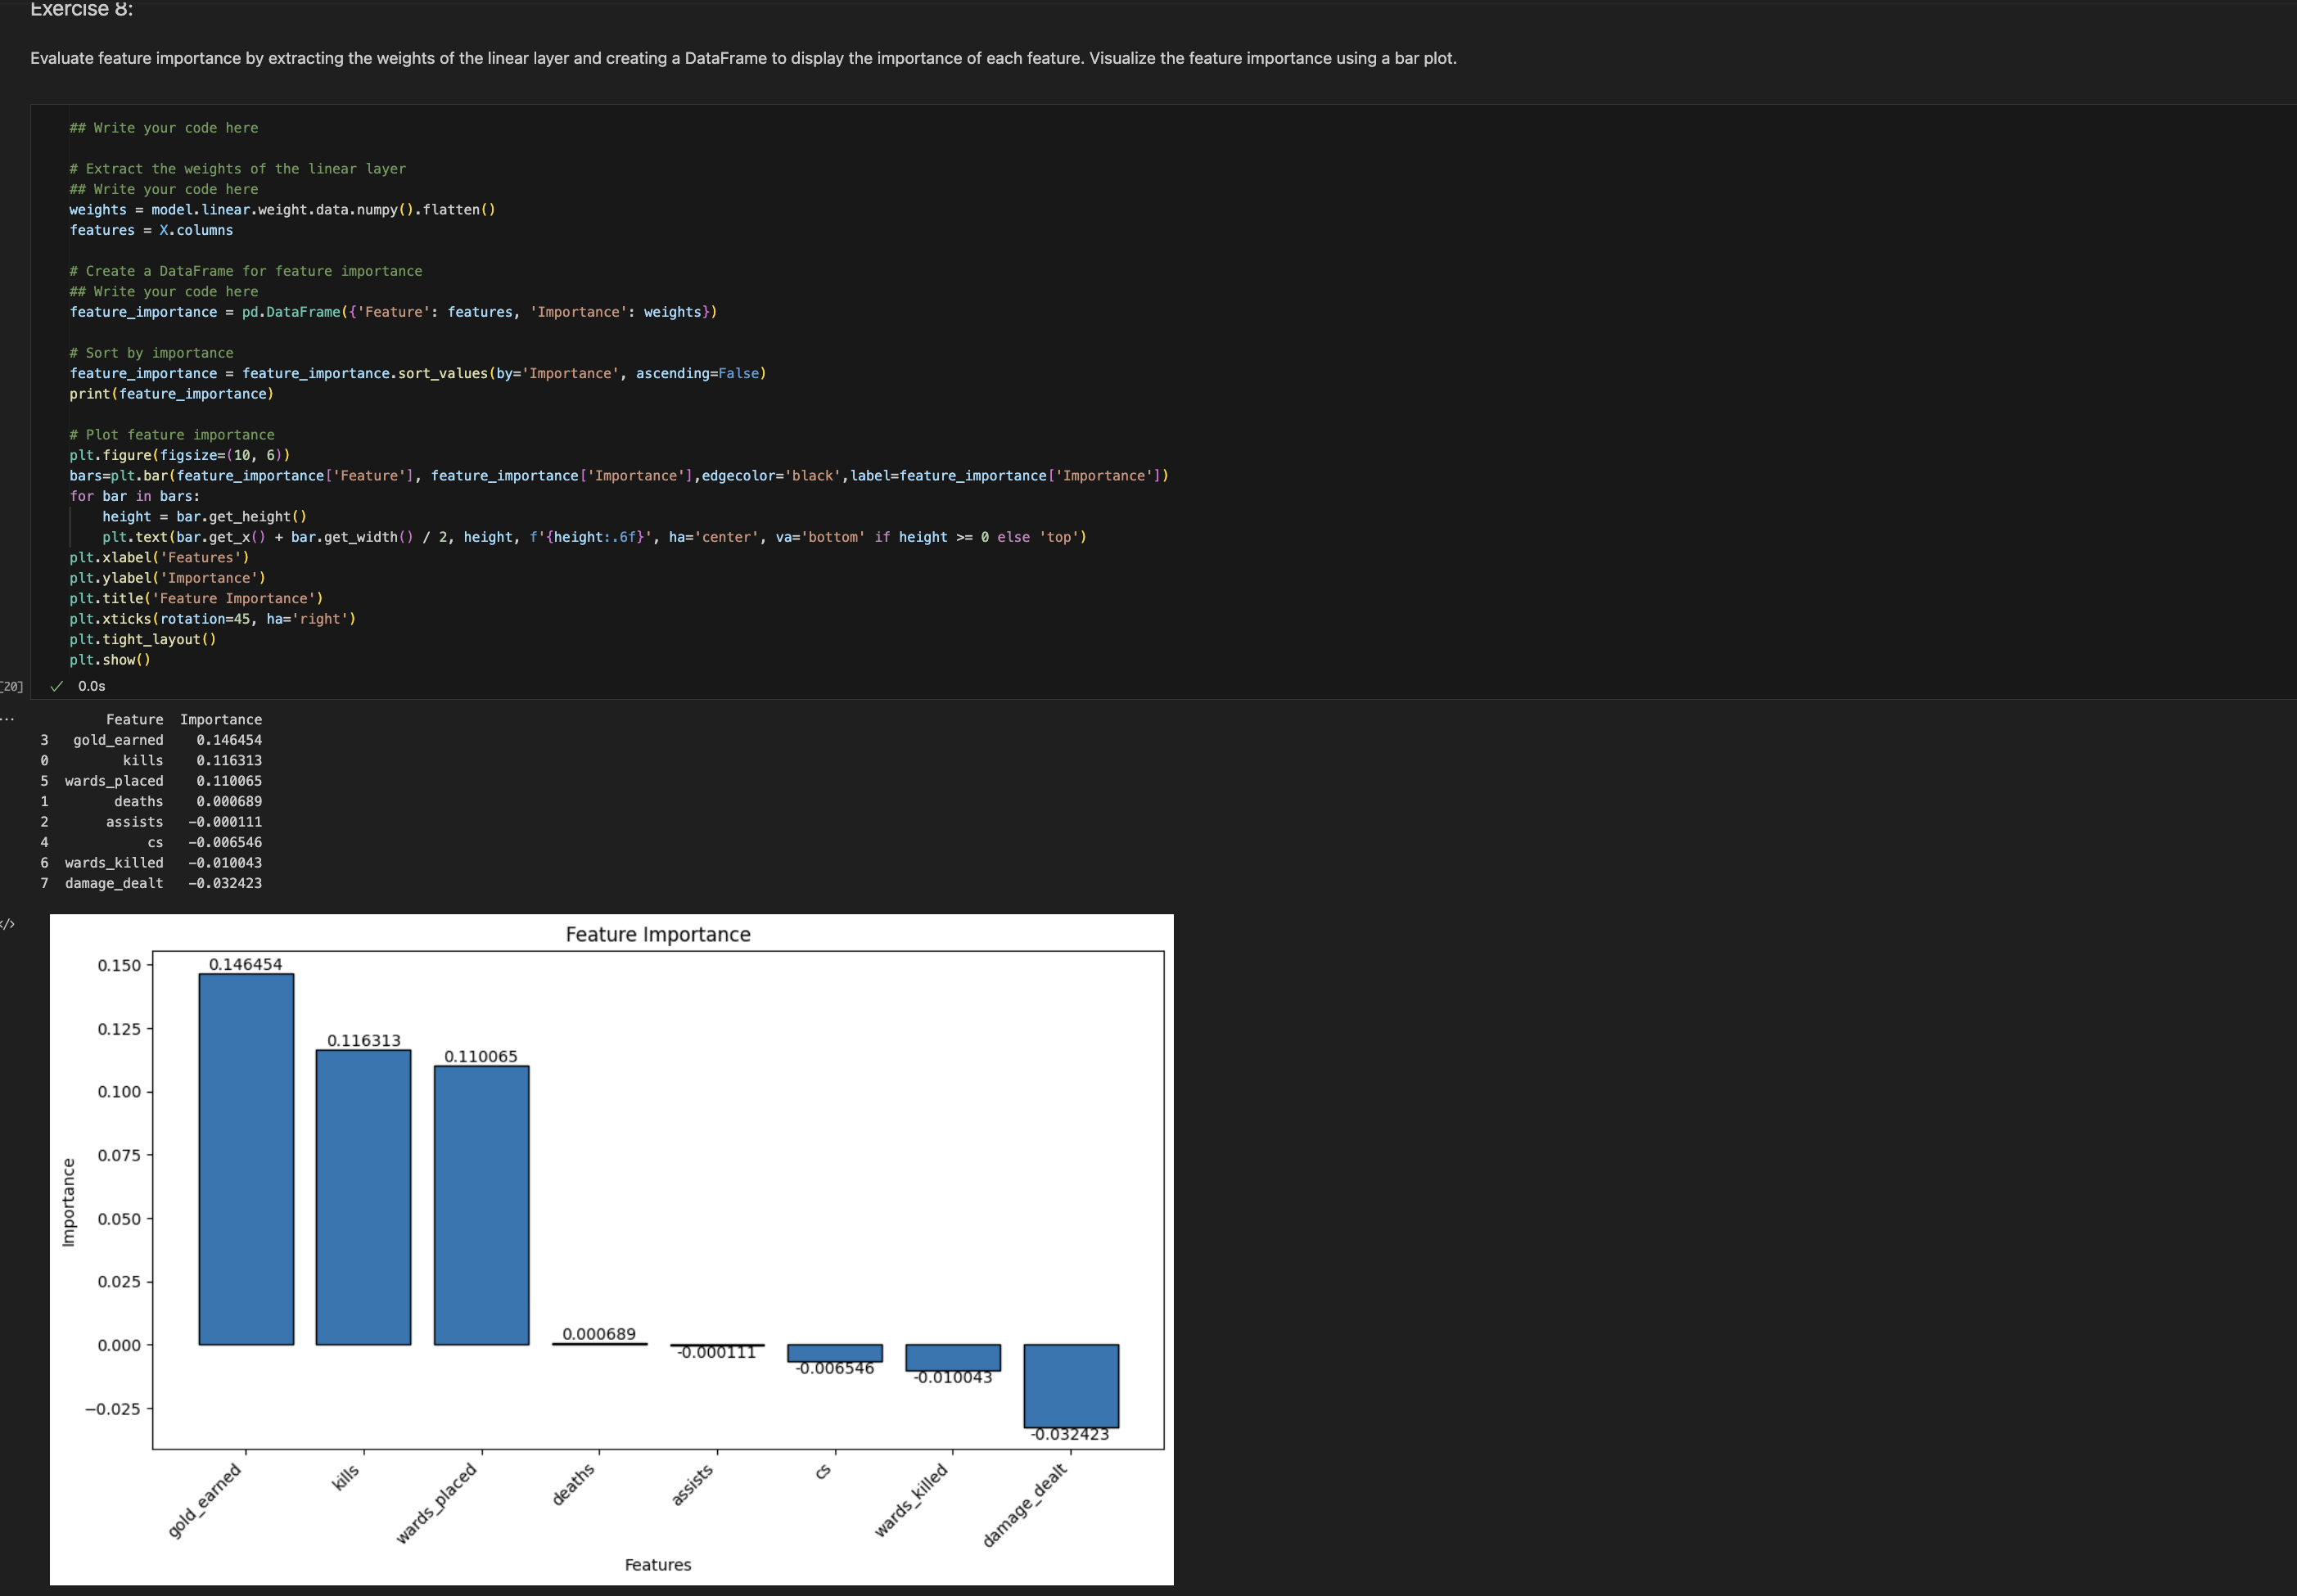 Exercise 8:
Evaluate feature importance by extracting the weights of the linear layer and creating a DataFrame to display the importance of each feature. Visualize the feature importance using a bar plot.
## Write your code here
# Extract the weights of the linear layer
## Write your code here
weights = model.linear.weight.data.numpy().flatten()
features = X.columns
# Create a DataFrame for feature importance
## Write your code here
feature_importance = pd.DataFrame({'Feature': features, 'Importance': weights})
# Sort by importance
feature_importance = feature_importance.sort_values(by='Importance', ascending=False)
print(feature_importance)
# Plot feature importance
plt.figure(figsize=(10, 6))
bars=plt.bar(feature_importance['Feature'], feature_importance['Importance'],edgecolor='black',label=feature_importance['Importance'])
for bar in bars:
    height = bar.get_height()
    plt.text(bar.get_x() + bar.get_width() / 2, height, f'{height:.6f}', ha='center', va='bottom' if height >= 0 else 'top')
plt.xlabel('Features')
plt.ylabel('Importance')
plt.title('Feature Importance')
plt.xticks(rotation=45, ha='right')
plt.tight_layout()
plt.show()
[20] ✓ 0.0s
... Feature Importance
3 gold_earned 0.146454
0 kills 0.116313
5 wards_placed 0.110065
1 deaths 0.000689
2 assists -0.000111
4 cs -0.006546
6 wards_killed -0.010043
7 damage_dealt -0.032423
</>
Feature Importance
0.150
0.125
0.100
0.075
0.050
0.025
0.000
−0.025
Importance
0.146454
0.116313
0.110065
0.000689
-0.000111
-0.006546
-0.010043
-0.032423
gold_earned
kills
wards_placed
deaths
assists
cs
wards_killed
damage_dealt
Features